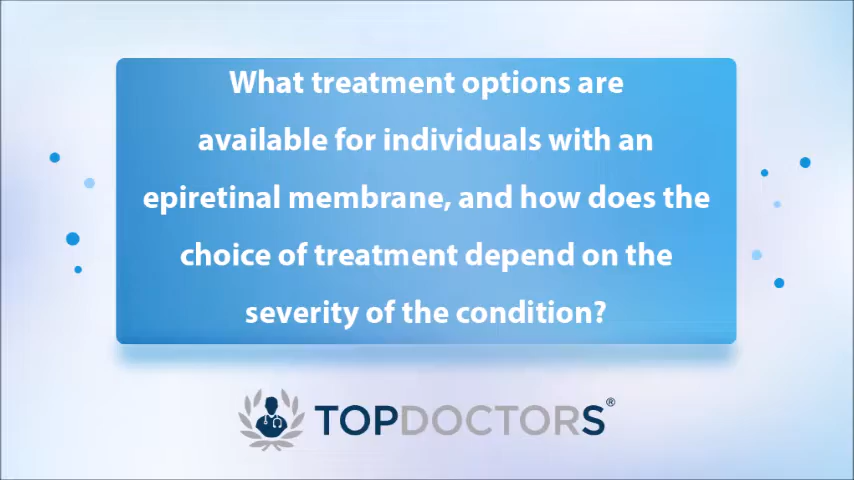 What treatment options are
available for individuals with an
epiretinal membrane, and how does the
choice of treatment depend on the
severity of the condition?
TOPDOCTORS®